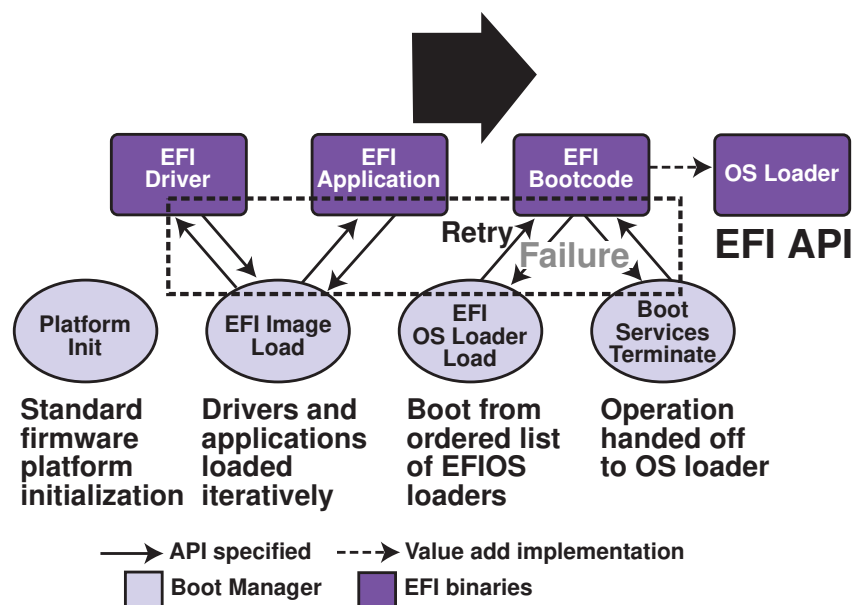 EFI
Driver
EFI
Application
EFI
Bootcode
OS Loader
Retry
Failure
EFI API
Platform
Init
EFI Image
Load
EFI
OS Loader
Load
Boot
Services
Terminate
Standard
firmware
platform
initialization
Drivers and
applications
loaded
iteratively
Boot from
ordered list
of EFIOS
loaders
Operation
handed off
to OS loader
API specified
Value add implementation
Boot Manager
EFI binaries